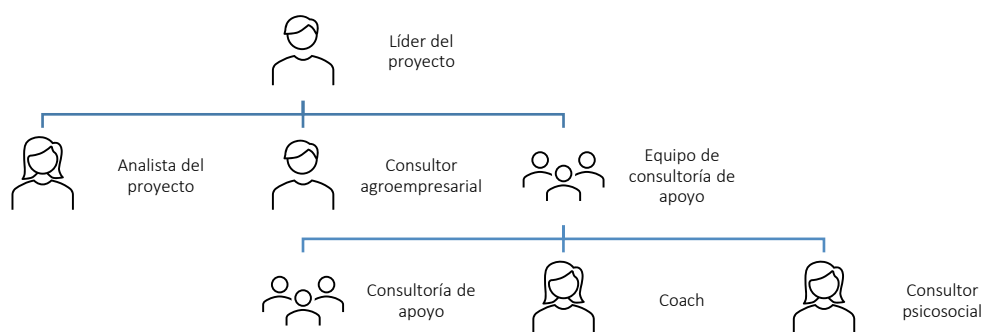 Líder del
proyecto
Analista del
proyecto
Consultor
agroempresarial
Equipo de
consultoría de
apoyo
Consultoría de
apoyo
Coach
Consultor
psicosocial